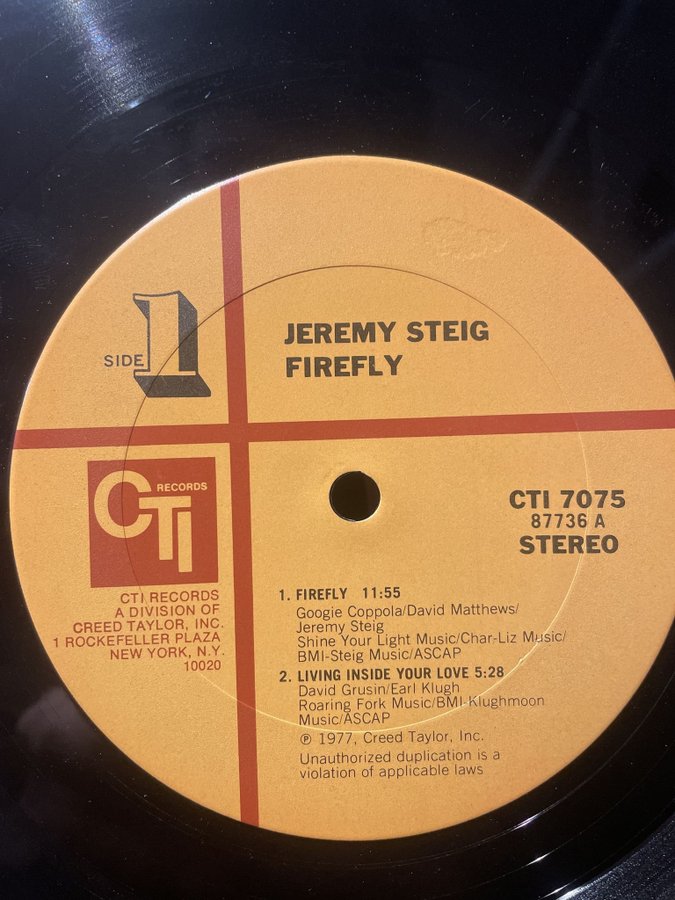 SIDE 1
JEREMY STEIG
FIREFLY
CTI RECORDS
CTI RECORDS
A DIVISION OF
CREED TAYLOR, INC.
1 ROCKEFELLER PLAZA
NEW YORK, N.Y.
10020
CTI 7075
87736 A
STEREO
1. FIREFLY 11:55
Googie Coppola/David Matthews/
Jeremy Steig
Shine Your Light Music/Char-Liz Music/
BMI-Steig Music/ASCAP
2. LIVING INSIDE YOUR LOVE 5:28
David Grusin/Earl Klugh
Roaring Fork Music/BMI-Klughmoon
Music/ASCAP
℗ 1977, Creed Taylor, Inc.
Unauthorized duplication is a
violation of applicable laws